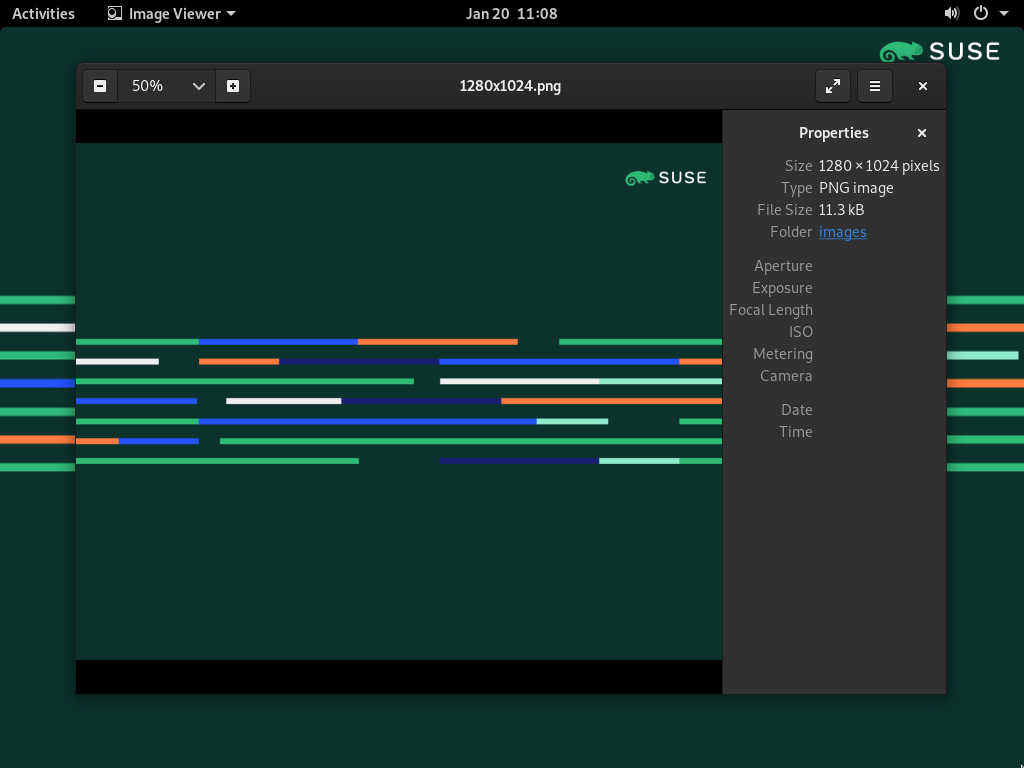 Activities
Image Viewer
Jan 20 11:08
SUSE
50%
1280x1024.png
SUSE
Properties
Size 1280 × 1024 pixels
Type PNG image
File Size 11.3 kB
Folder images
Aperture
Exposure
Focal Length
ISO
Metering
Camera
Date
Time